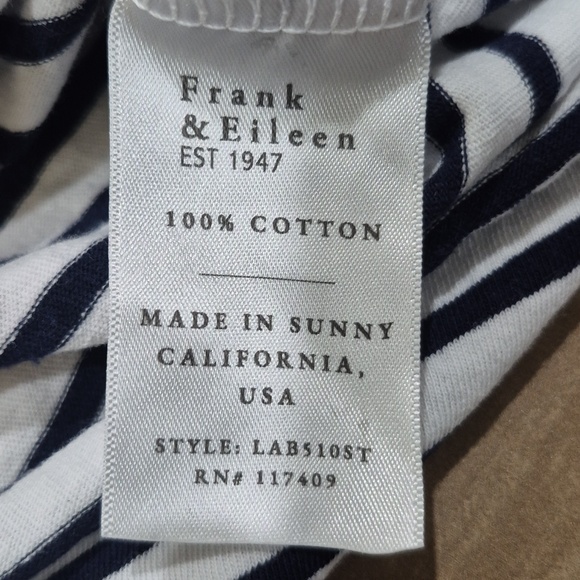 Frank
& Eileen
EST 1947
100% COTTON
MADE IN SUNNY
CALIFORNIA,
USA
STYLE: LAB510ST
RN# 117409